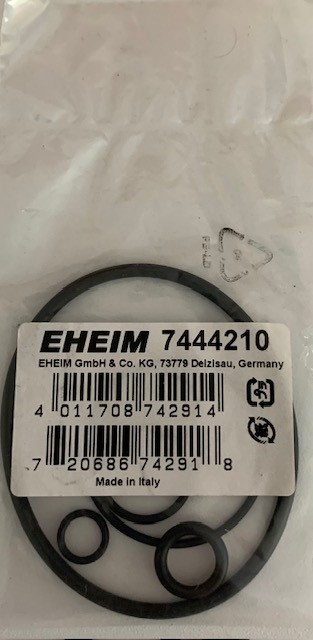 EHEIM 7444210
EHEIM GmbH & Co. KG, 73779 Deizisau, Germany
4 011708 742914
7 20686 74291 8
Made in Italy